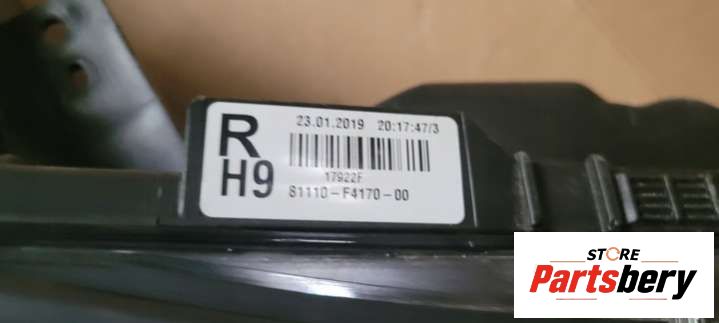 R
H9
23.01.2019 20:17:47/3
17922F
81110-F4170-00
STORE
Partsbery